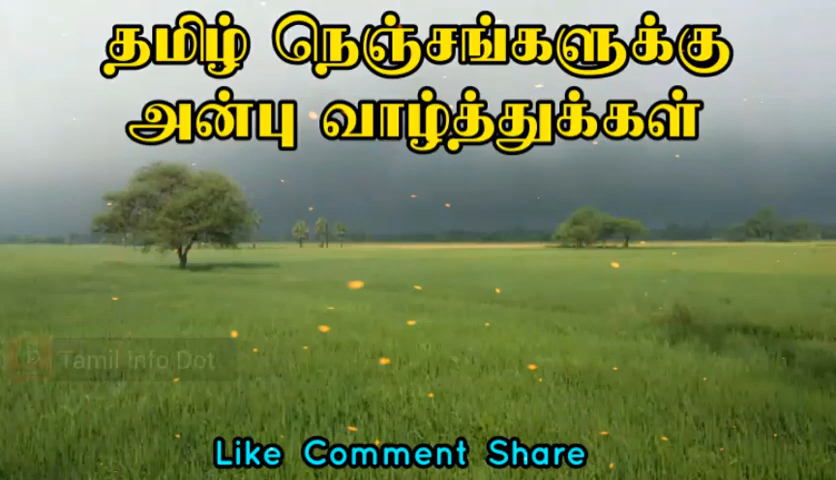 தமிழ் நெஞ்சங்களுக்கு
அன்பு வாழ்த்துக்கள்
Tamil Info Dot
Like Comment Share